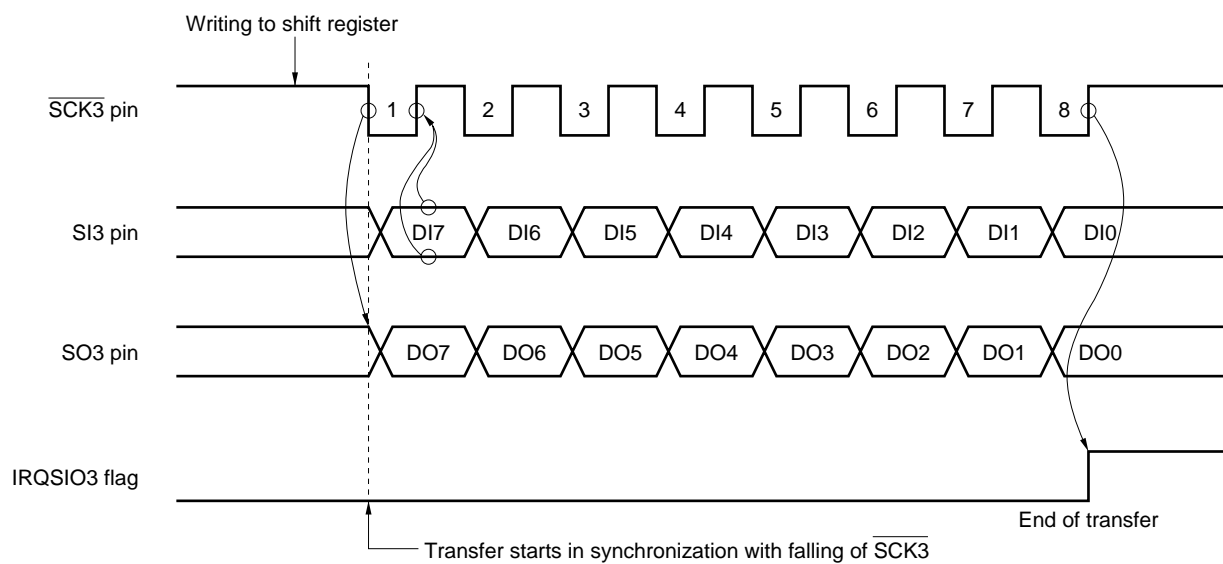 Writing to shift register
SCK3 pin
1 2 3 4 5 6 7 8
SI3 pin
DI7 DI6 DI5 DI4 DI3 DI2 DI1 DI0
SO3 pin
DO7 DO6 DO5 DO4 DO3 DO2 DO1 DO0
IRQSIO3 flag
End of transfer
Transfer starts in synchronization with falling of SCK3